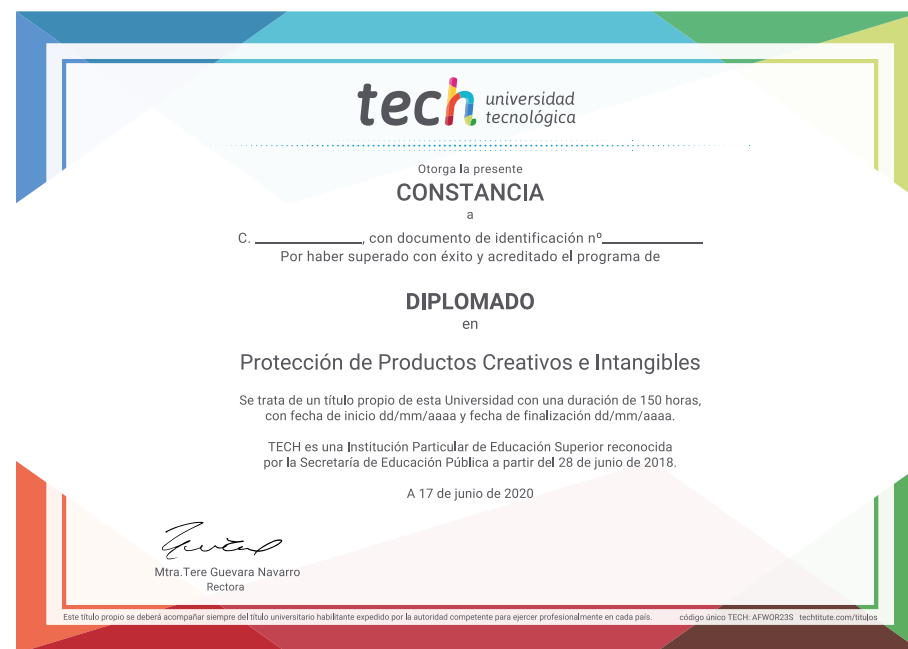 tech universidad
tecnológica
Otorga la presente
CONSTANCIA
a
C. ____________, con documento de identificación nº____________
Por haber superado con éxito y acreditado el programa de
DIPLOMADO
en
Protección de Productos Creativos e Intangibles
Se trata de un título propio de esta Universidad con una duración de 150 horas,
con fecha de inicio dd/mm/aaaa y fecha de finalización dd/mm/aaaa.
TECH es una Institución Particular de Educación Superior reconocida
por la Secretaría de Educación Pública a partir del 28 de junio de 2018.
A 17 de junio de 2020
Mtra.Tere Guevara Navarro
Rectora
Este título propio se deberá acompañar siempre del título universitario habilitante expedido por la autoridad competente para ejercer profesionalmente en cada país. código único TECH: AFWOR23S techtitute.com/titulos